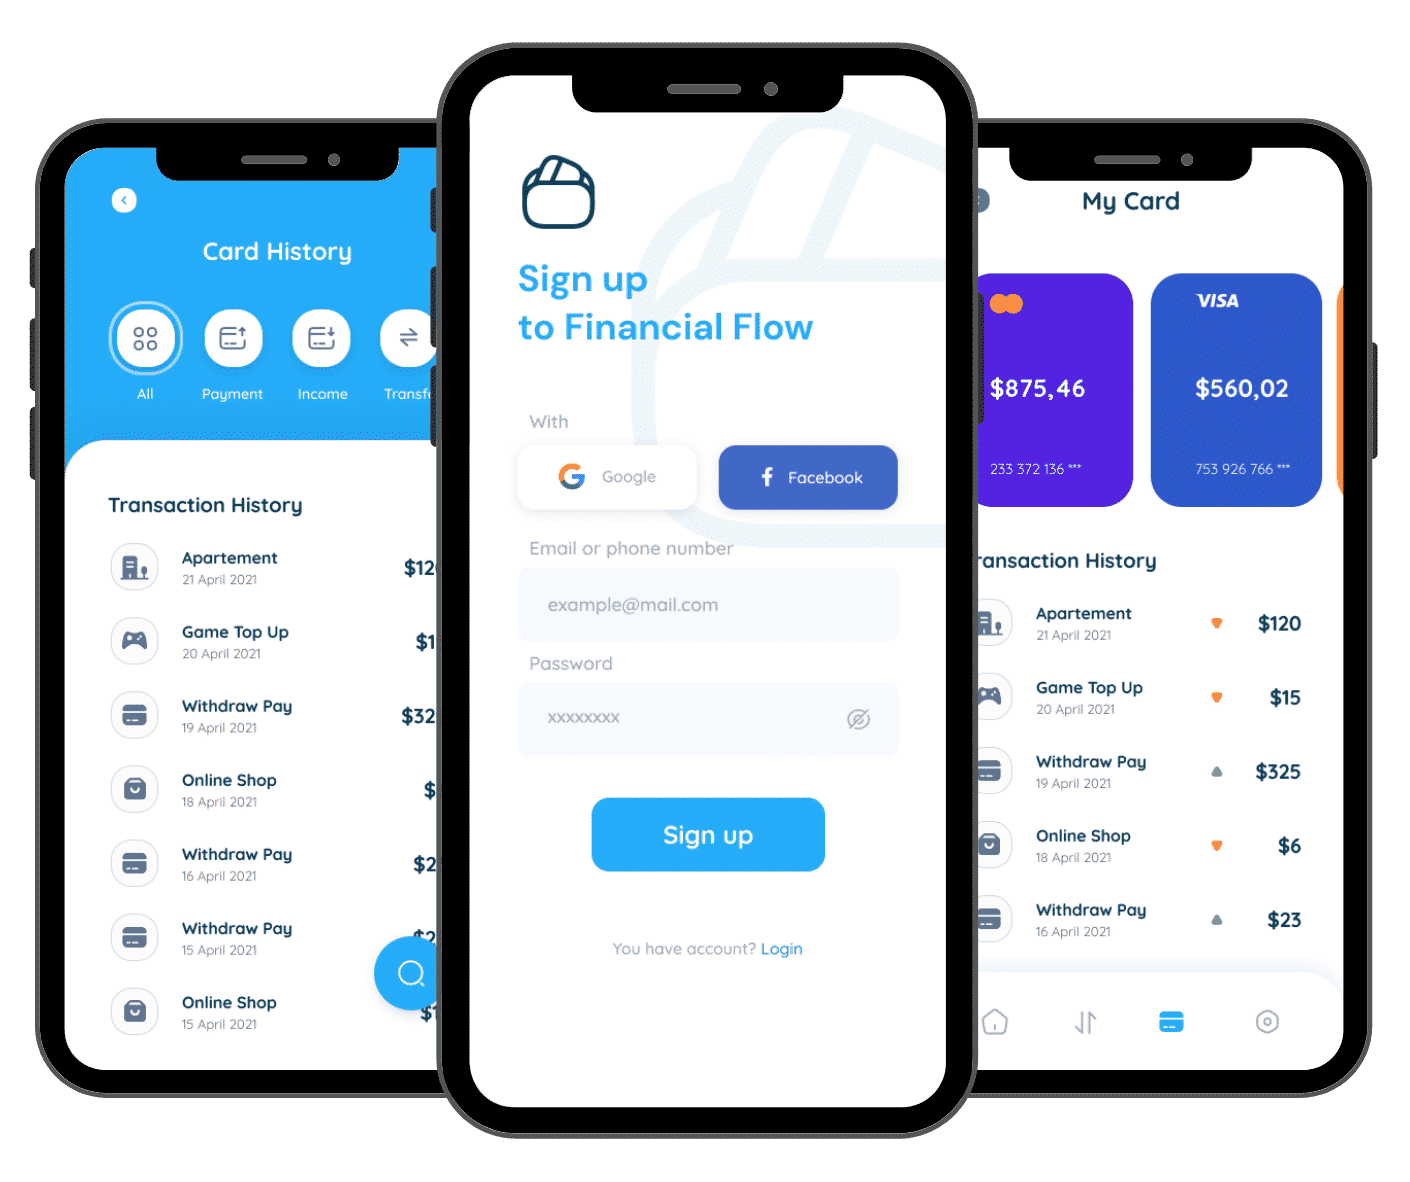 Card History
All
Payment
Income
Transfe
Transaction History
Apartement
21 April 2021
$120
Game Top Up
20 April 2021
$1
Withdraw Pay
19 April 2021
$32
Online Shop
18 April 2021
$
Withdraw Pay
16 April 2021
$2
Withdraw Pay
15 April 2021
$2
Online Shop
15 April 2021
$1
Sign up
to Financial Flow
With
Google
Facebook
Email or phone number
example@mail.com
Password
xxxxxxxx
Sign up
You have account? Login
My Card
$875,46
233 372 136 ***
VISA
$560,02
753 926 766 ***
ransaction History
Apartement
21 April 2021
$120
Game Top Up
20 April 2021
$15
Withdraw Pay
19 April 2021
$325
Online Shop
18 April 2021
$6
Withdraw Pay
16 April 2021
$23